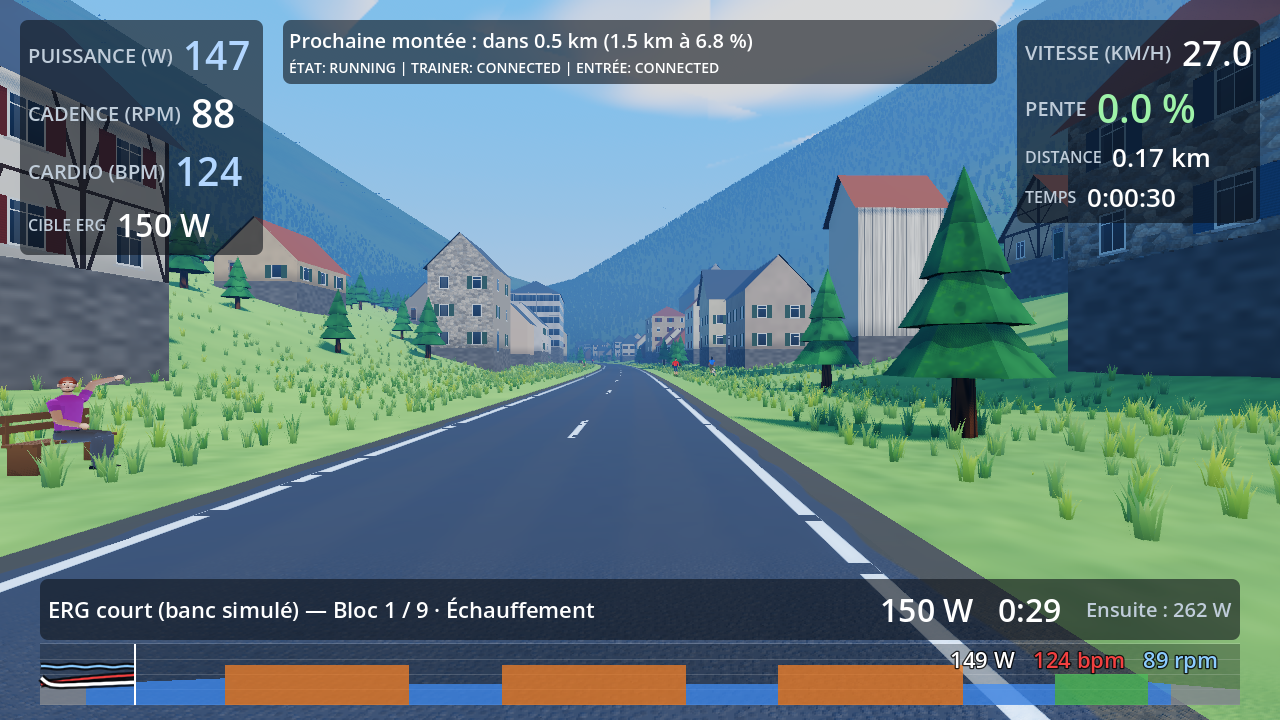 PUISSANCE (W) 147
CADENCE (RPM) 88
CARDIO (BPM) 124
CIBLE ERG 150 W
Prochaine montée : dans 0.5 km (1.5 km à 6.8 %)
ÉTAT: RUNNING | TRAINER: CONNECTED | ENTRÉE: CONNECTED
VITESSE (KM/H) 27.0
PENTE 0.0 %
DISTANCE 0.17 km
TEMPS 0:00:30
ERG court (banc simulé) — Bloc 1 / 9 · Échauffement 150 W 0:29 Ensuite : 262 W
149 W 124 bpm 89 rpm